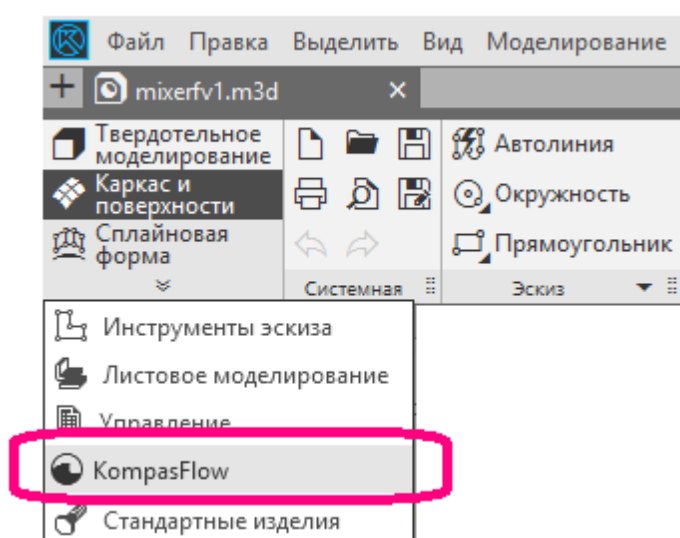 Файл Правка Выделить Вид Моделирование
mixerfv1.m3d
Твердотельное
моделирование
Каркас и
поверхности
Сплайновая
форма
Системная
Автолиния
Окружность
Прямоугольник
Эскиз
Инструменты эскиза
Листовое моделирование
Управление
KompasFlow
Стандартные изделия